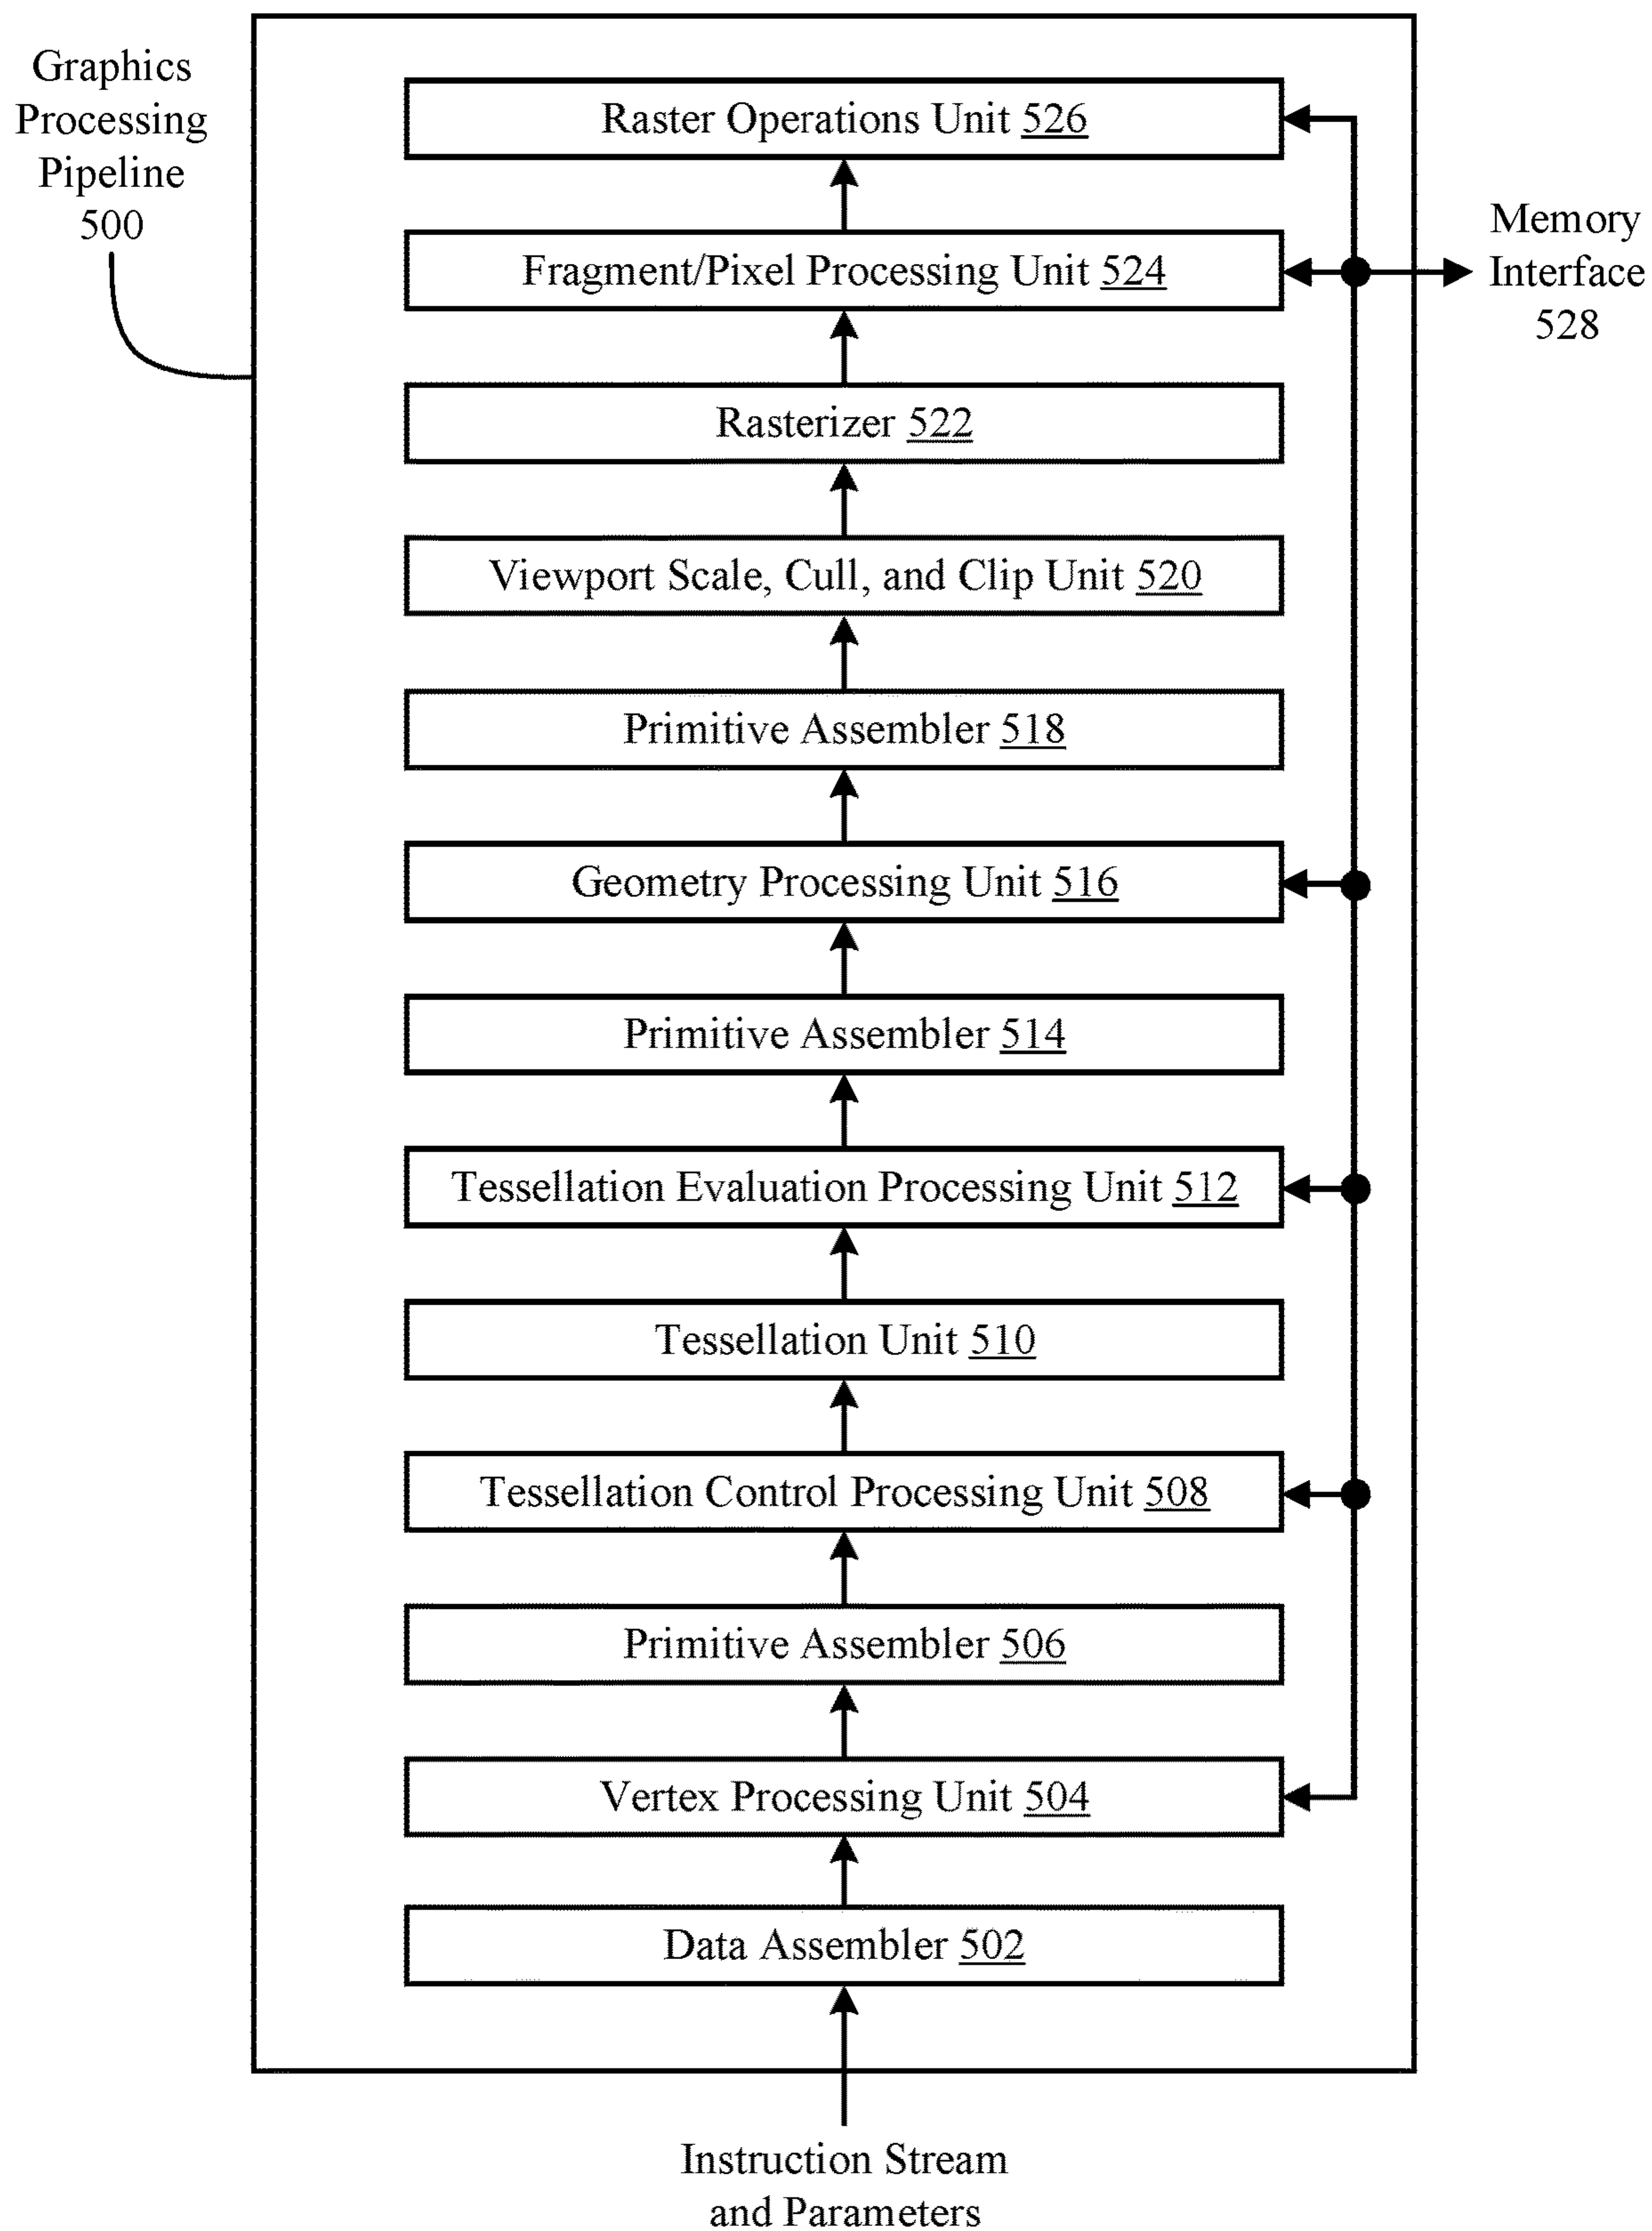 Graphics
Processing
Pipeline
500
Raster Operations Unit 526
Fragment/Pixel Processing Unit 524
Memory
Interface
528
Rasterizer 522
Viewport Scale, Cull, and Clip Unit 520
Primitive Assembler 518
Geometry Processing Unit 516
Primitive Assembler 514
Tessellation Evaluation Processing Unit 512
Tessellation Unit 510
Tessellation Control Processing Unit 508
Primitive Assembler 506
Vertex Processing Unit 504
Data Assembler 502
Instruction Stream
and Parameters